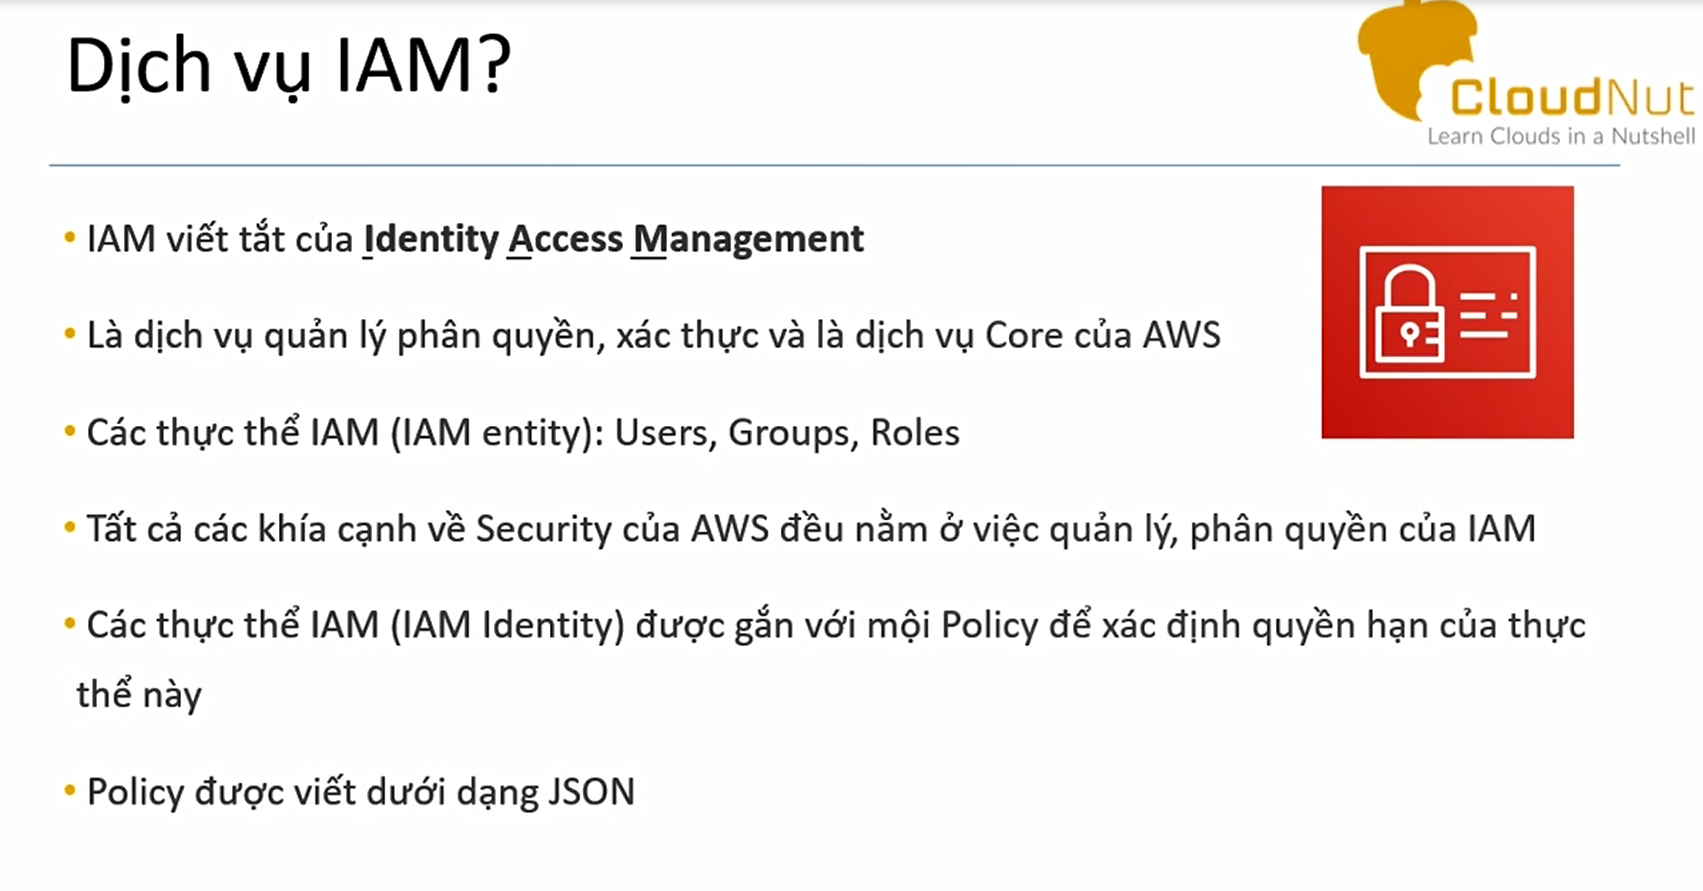 Dịch vụ IAM?
CloudNut
Learn Clouds in a Nutshell
• IAM viết tắt của Identity Access Management
• Là dịch vụ quản lý phân quyền, xác thực và là dịch vụ Core của AWS
• Các thực thể IAM (IAM entity): Users, Groups, Roles
• Tất cả các khía cạnh về Security của AWS đều nằm ở việc quản lý, phân quyền của IAM
• Các thực thể IAM (IAM Identity) được gắn với mội Policy để xác định quyền hạn của thực
thể này
• Policy được viết dưới dạng JSON